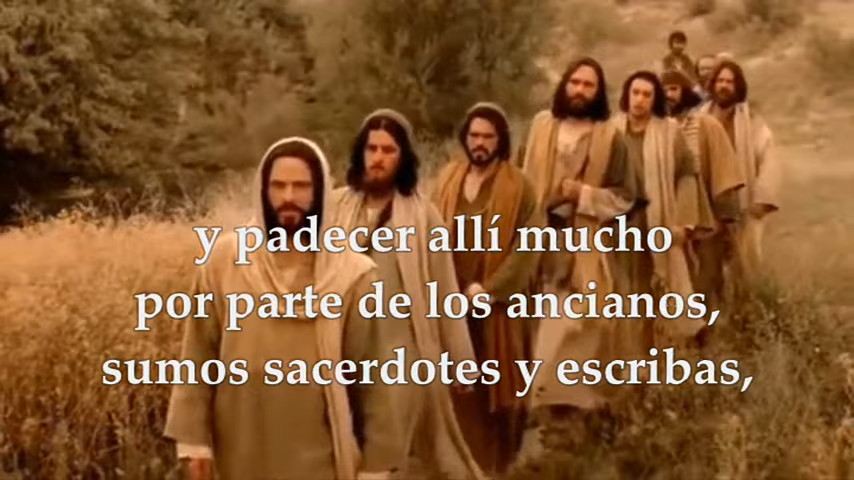 y padecer allí mucho
por parte de los ancianos,
sumos sacerdotes y escribas,